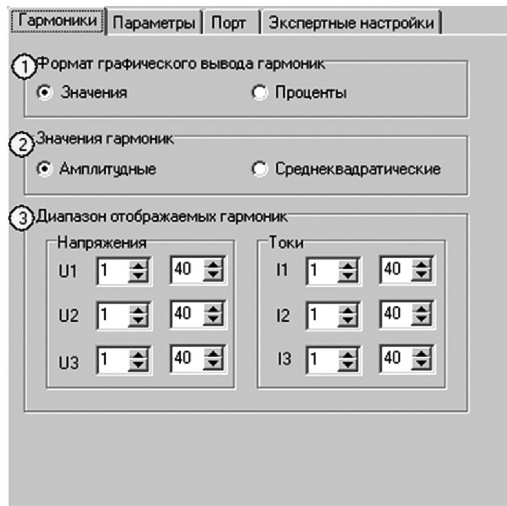 Гармоники Параметры Порт Экспертные настройки
1 Формат графического вывода гармоник
Значения Проценты
2 Значения гармоник
Амплитудные Среднеквадратические
3 Диапазон отображаемых гармоник
Напряжения Токи
U1 1 40 I1 1 40
U2 1 40 I2 1 40
U3 1 40 I3 1 40